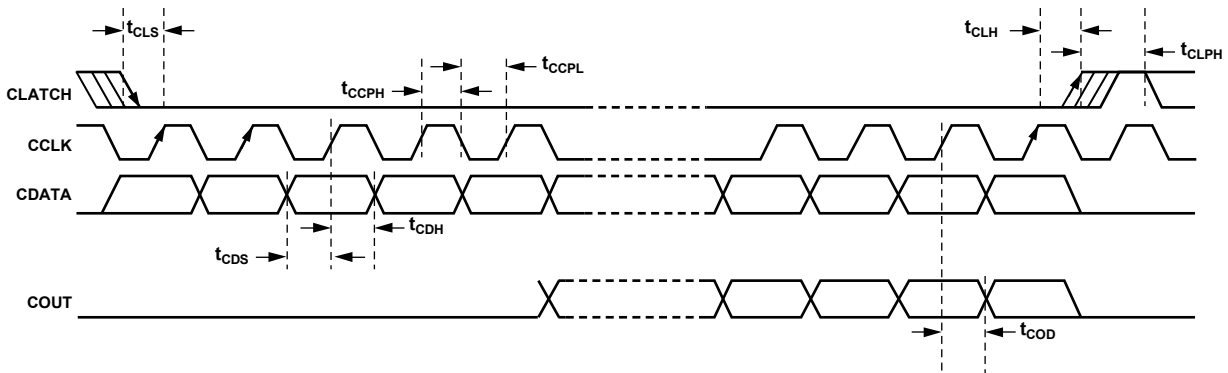 tCLS
tCLH
tCLPH
tCCPL
tCCPH
CLATCH
CCLK
CDATA
tCDH
tCDS
COUT
tCOD